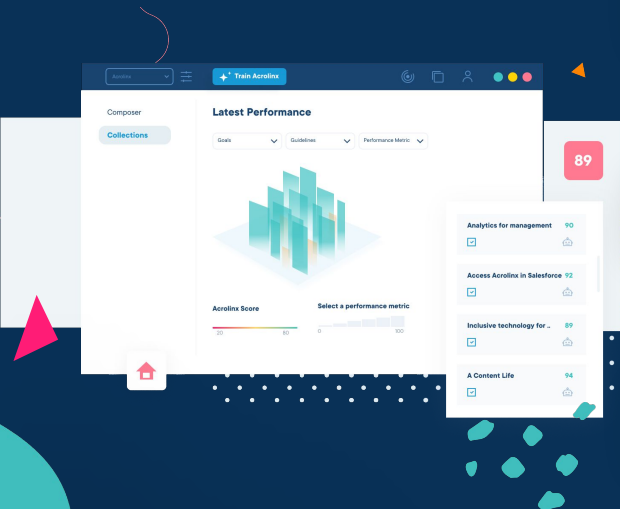 Acrolinx
Train Acrolinx
Composer
Collections
Latest Performance
Goals
Guidelines
Performance Metric
89
Analytics for management 90
Access Acrolinx in Salesforce 92
Inclusive technology for .. 89
A Content Life 94
Acrolinx Score
20 80
Select a performance metric
0 100